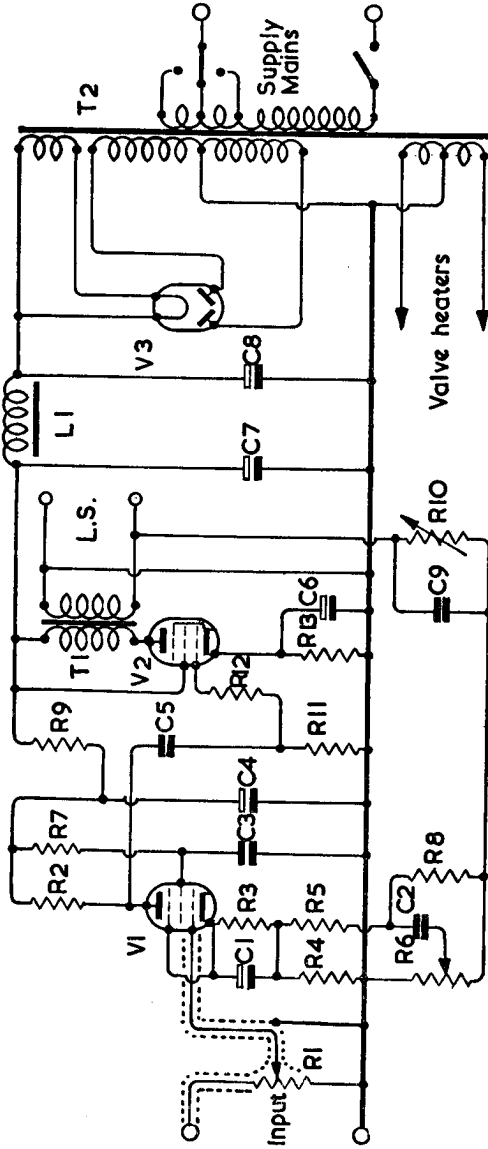 Input
R1
V1
R2
R7
R9
C1
R3
R4
R5
R6
C2
R8
C3
C4
C5
R11
R12
V2
T1
L.S.
R13
C6
C9
R10
L1
C7
C8
V3
T2
Supply
Mains
Valve heaters